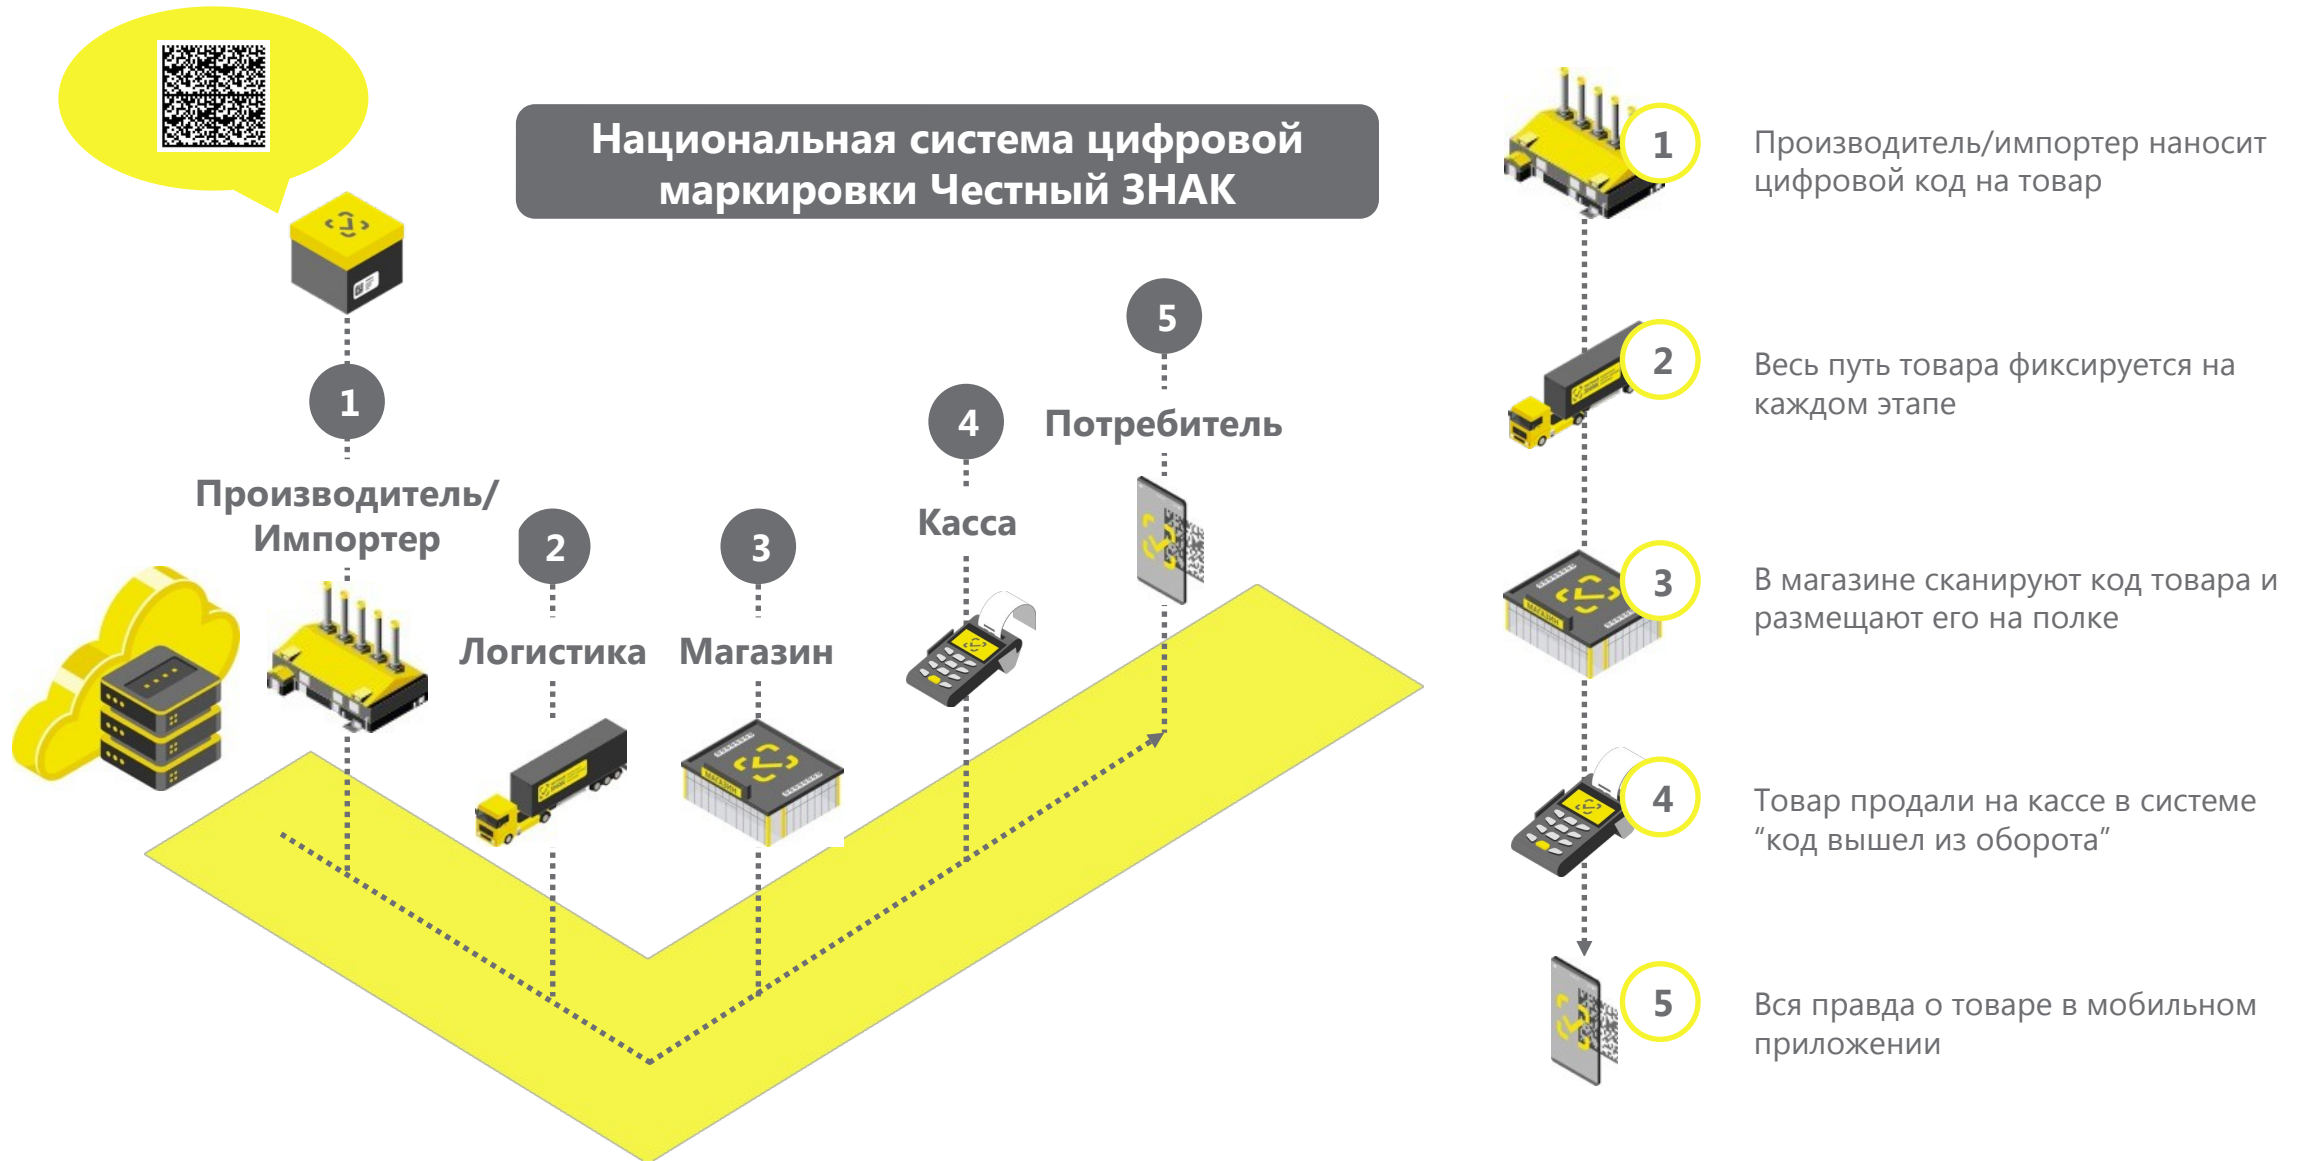 Национальная система цифровой
маркировки Честный ЗНАК
1
Производитель/
Импортер
2
Логистика
3
Магазин
МАГАЗИН
4
Касса
5
Потребитель
1
Производитель/импортер наносит
цифровой код на товар
2
Весь путь товара фиксируется на
каждом этапе
3
МАГАЗИН
В магазине сканируют код товара и
размещают его на полке
4
Товар продали на кассе в системе
“код вышел из оборота”
5
Вся правда о товаре в мобильном
приложении